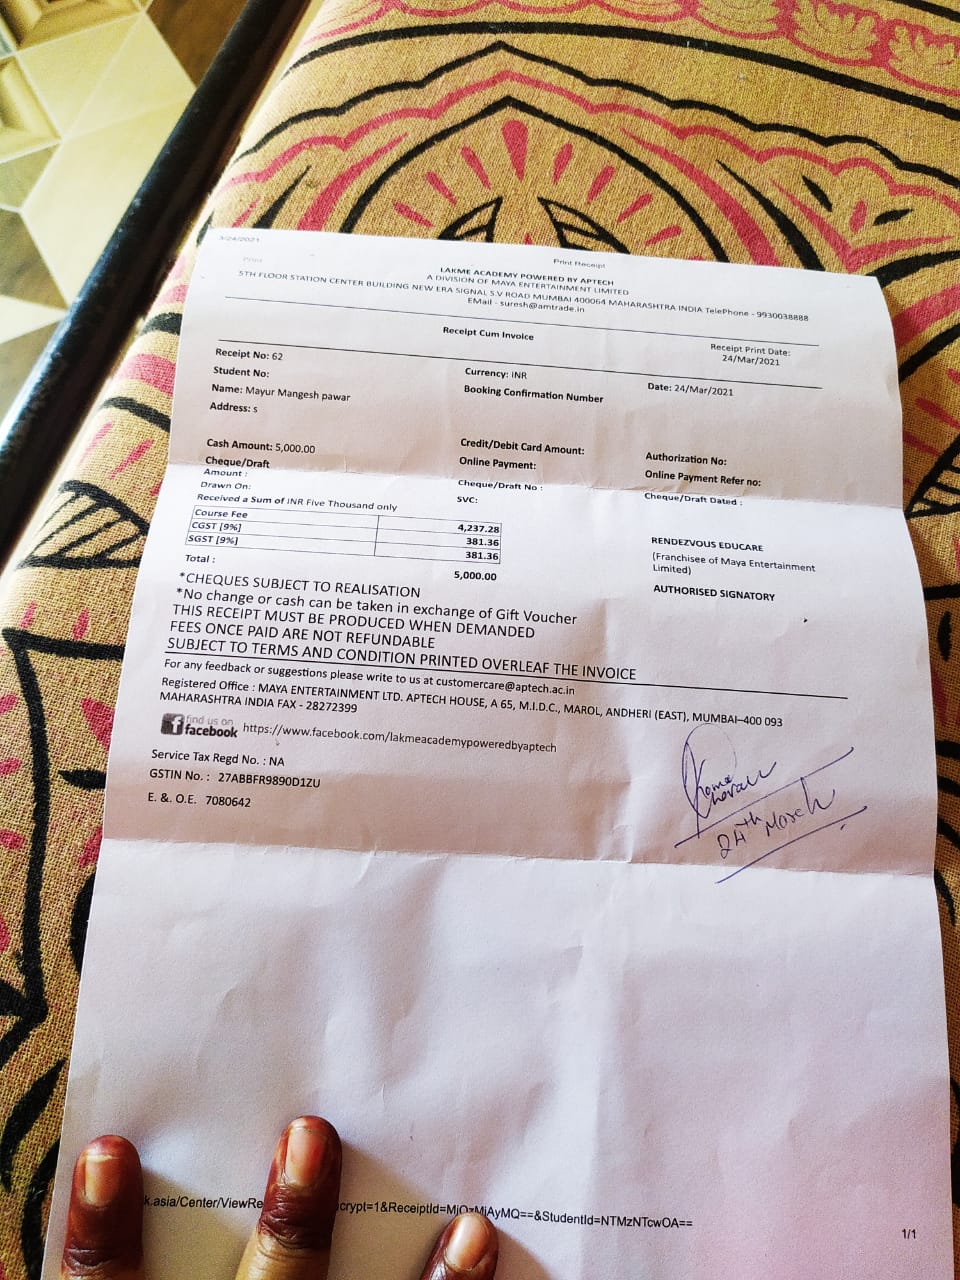 3/24/2021
Print Receipt
Print
LAKME ACADEMY POWERED BY APTECH
A DIVISION OF MAYA ENTERTAINMENT LIMITED
5TH FLOOR STATION CENTER BUILDING NEW ERA SIGNAL S.V ROAD MUMBAI 400064 MAHARASHTRA INDIA TelePhone - 9930038888
EMail - suresh@amtrade.in
Receipt Cum Invoice
Receipt Print Date:
24/Mar/2021
Receipt No: 62
Student No: Currency: INR
Name: Mayur Mangesh pawar Booking Confirmation Number Date: 24/Mar/2021
Address: s
Cash Amount: 5,000.00 Credit/Debit Card Amount: Authorization No:
Cheque/Draft Online Payment: Online Payment Refer no:
Amount :
Drawn On: Cheque/Draft No : Cheque/Draft Dated :
Received a Sum of INR Five Thousand only SVC:
Course Fee 4,237.28
CGST [9%] 381.36
SGST [9%] 381.36
Total : 5,000.00
RENDEZVOUS EDUCARE
(Franchisee of Maya Entertainment
Limited)
AUTHORISED SIGNATORY
*CHEQUES SUBJECT TO REALISATION
*No change or cash can be taken in exchange of Gift Voucher
THIS RECEIPT MUST BE PRODUCED WHEN DEMANDED
FEES ONCE PAID ARE NOT REFUNDABLE
SUBJECT TO TERMS AND CONDITION PRINTED OVERLEAF THE INVOICE
For any feedback or suggestions please write to us at customercare@aptech.ac.in
Registered Office : MAYA ENTERTAINMENT LTD. APTECH HOUSE, A 65, M.I.D.C., MAROL, ANDHERI (EAST), MUMBAI-400 093
MAHARASHTRA INDIA FAX - 28272399
find us on
facebook https://www.facebook.com/lakmeacademypoweredbyaptech
Service Tax Regd No. : NA
GSTIN No. : 27ABBFR9890D1ZU
E. &. O.E. 7080642
24th March
k.asia/Center/ViewRe crypt=1&ReceiptId=MjQzMjAyMQ==&StudentId=NTMzNTcwOA==
1/1